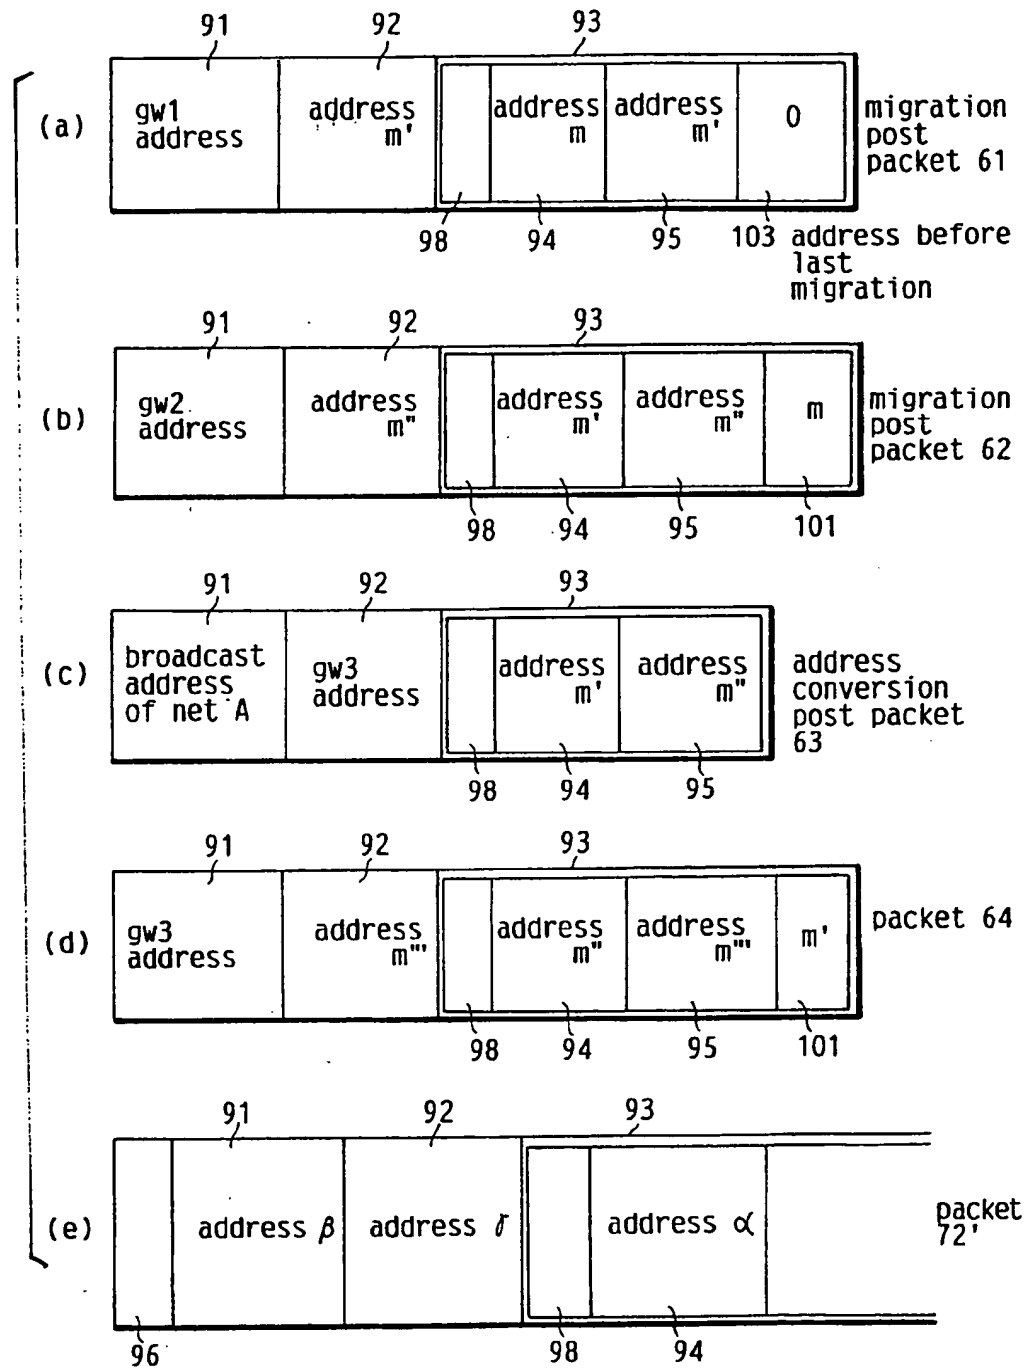 91 92 93
(a)
gw1
address
address
m'
address
m
address
m'
0
migration
post
packet 61
98 94 95 103 address before
last
migration
91 92 93
(b)
gw2
address
address
m"
address
m'
address
m"
m
migration
post
packet 62
98 94 95 101
91 92 93
(c)
broadcast
address
of net A
gw3
address
address
m'
address
m"
address
conversion
post packet
63
98 94 95
91 92 93
(d)
gw3
address
address
m"'
address
m"
address
m"'
m'
packet 64
98 94 95 101
91 92 93
(e)
address β
address γ
address α
packet
72'
96 98 94